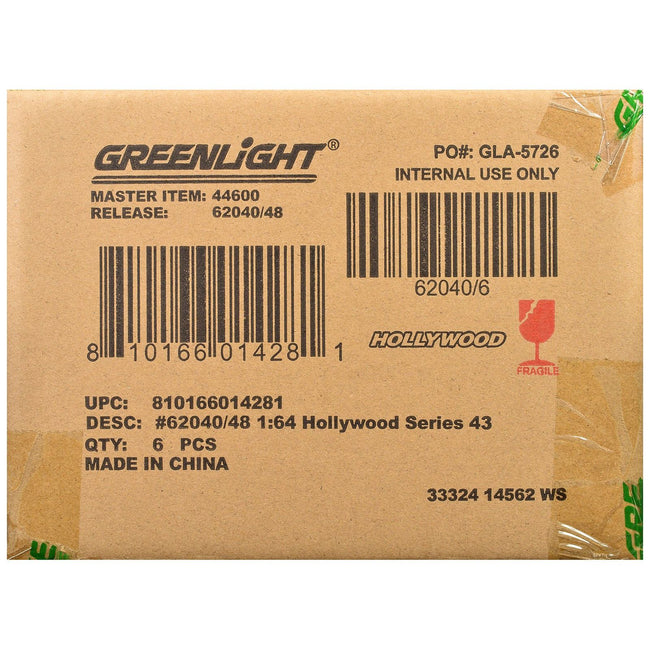 GREENLiGHT®
PO#: GLA-5726
INTERNAL USE ONLY
MASTER ITEM: 44600
RELEASE: 62040/48
62040/6
8 10166 01428 1
HOLLYWOOD
FRAGILE
UPC: 810166014281
DESC: #62040/48 1:64 Hollywood Series 43
QTY: 6 PCS
MADE IN CHINA
33324 14562 WS